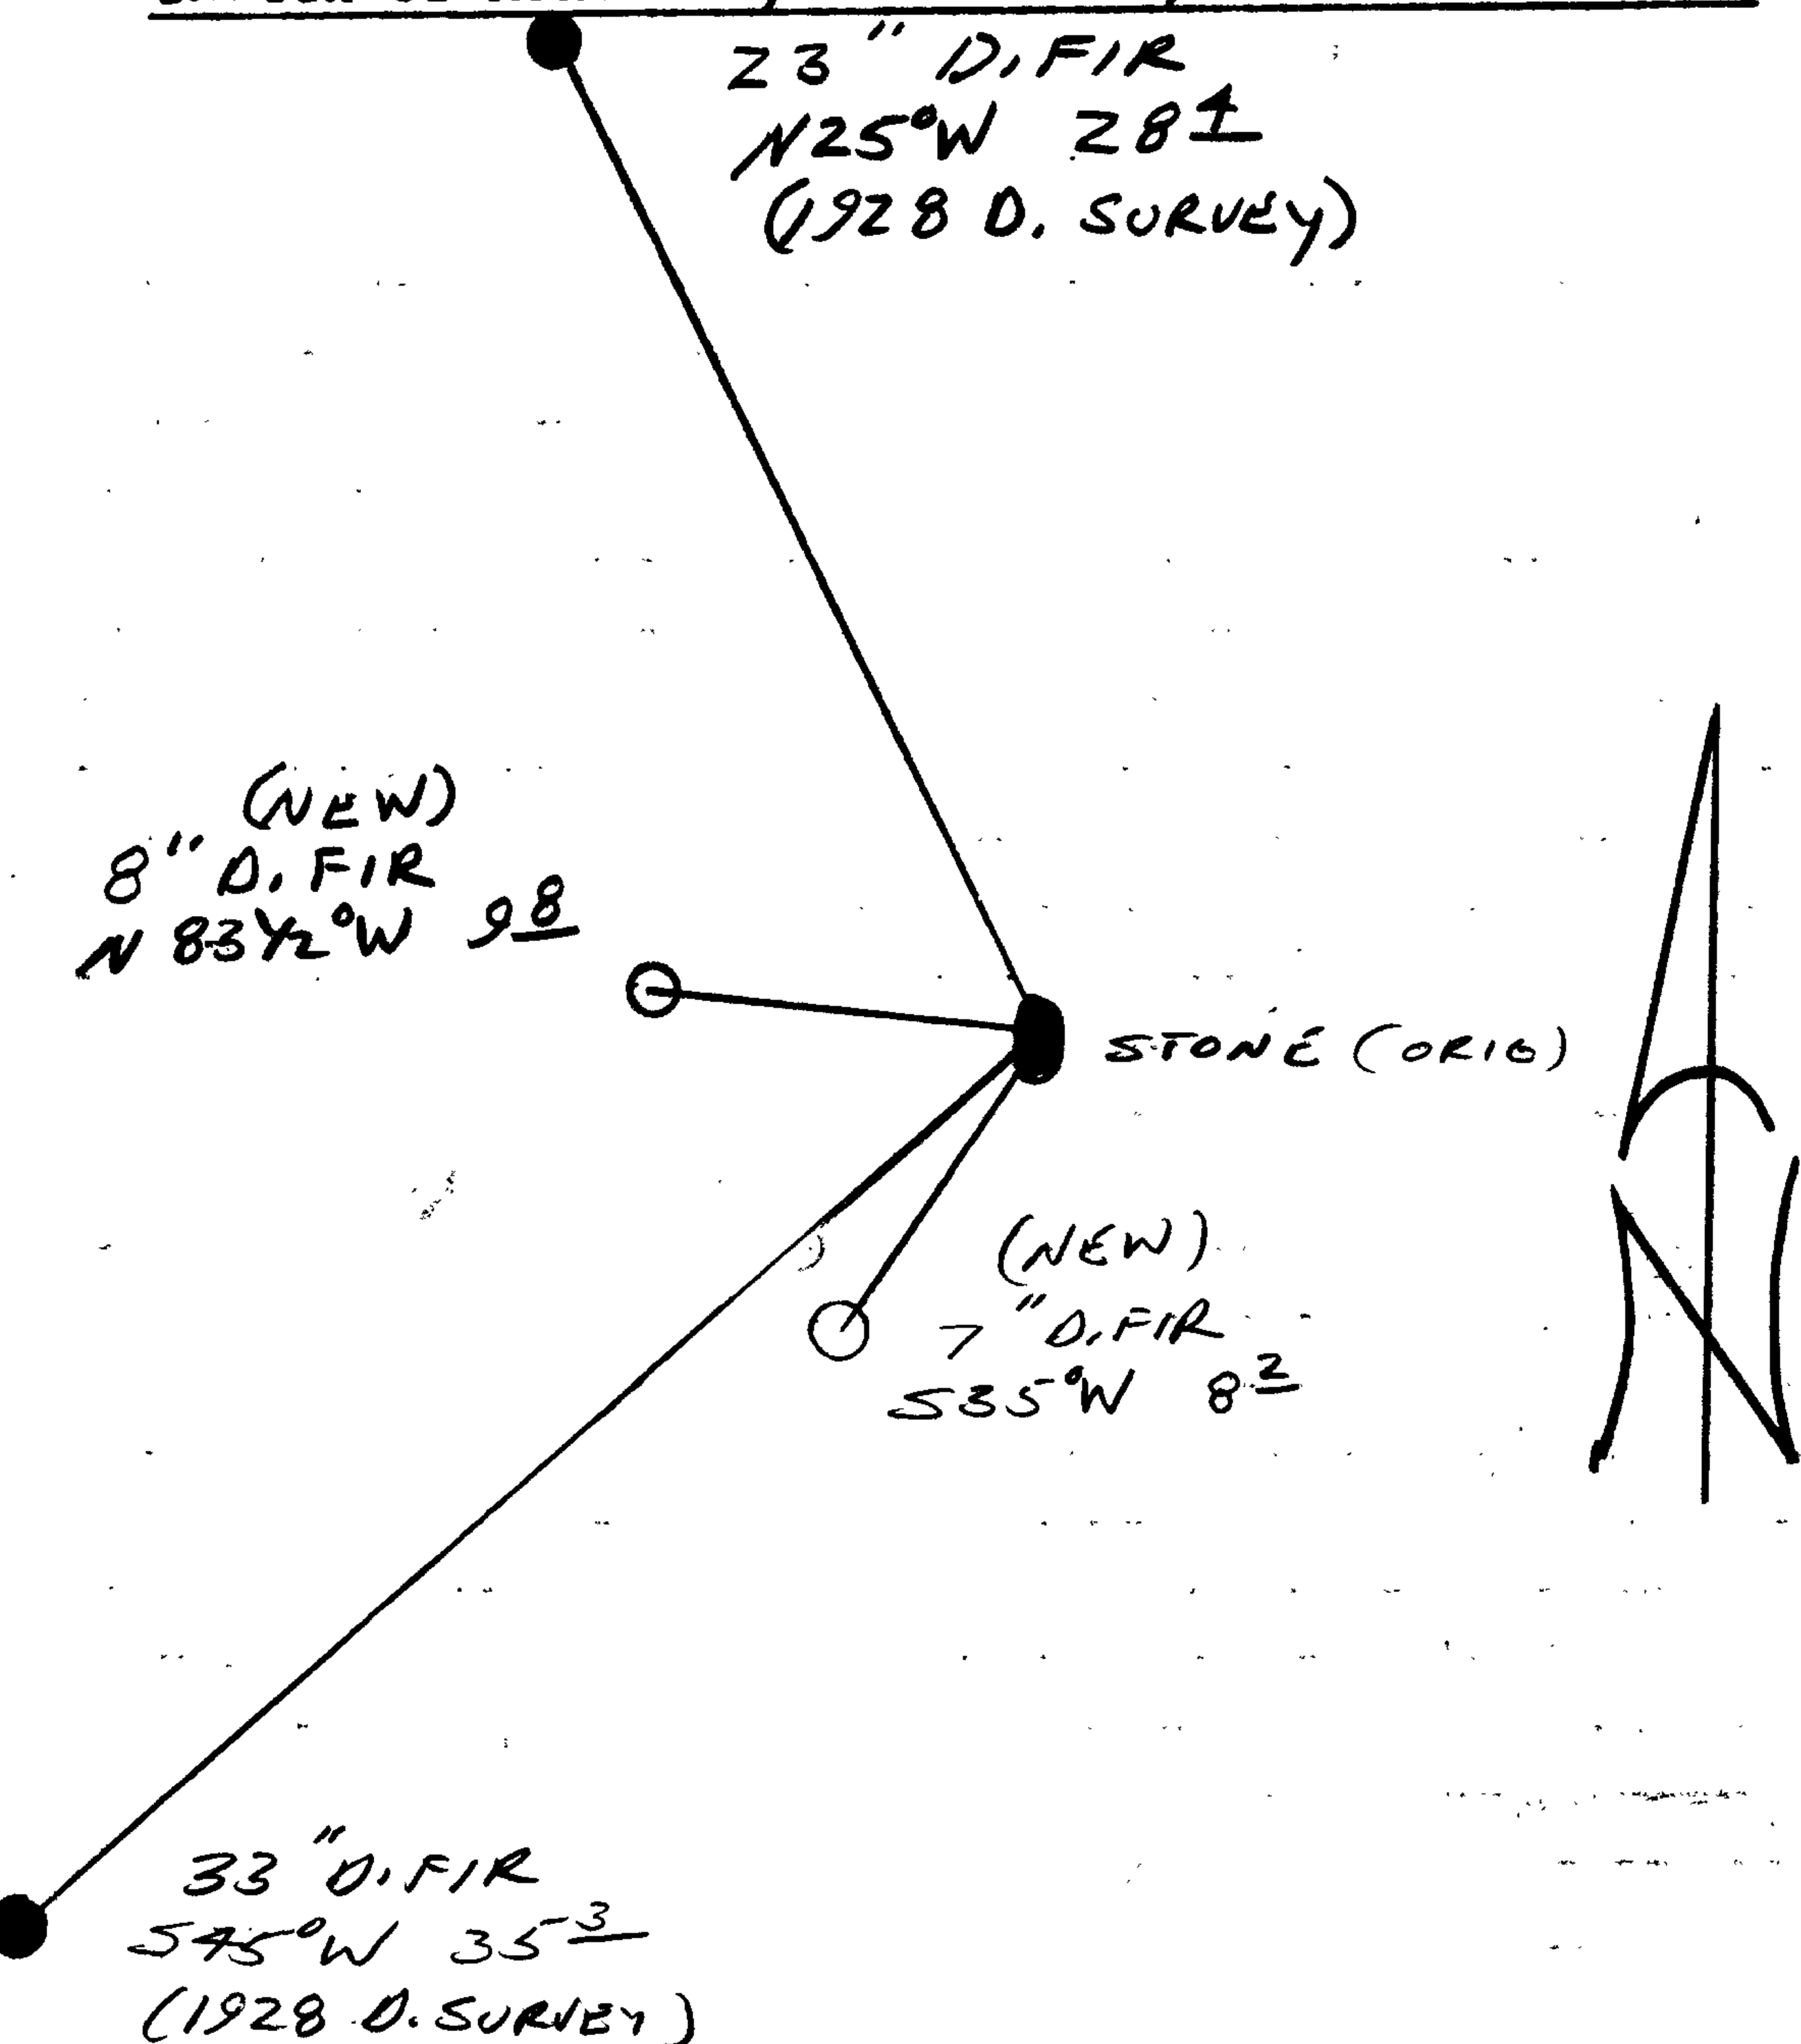 23" D. FIR
N25°W 28 4
(1928 D. SURVEY)
(NEW)
8" D. FIR
N 83½°W 9 8
STONE (ORIG)
(NEW)
7" D. FIR
S35°W 8 2
N
33" D. FIR
S45°W 35 3
(1928 D. SURVEY)